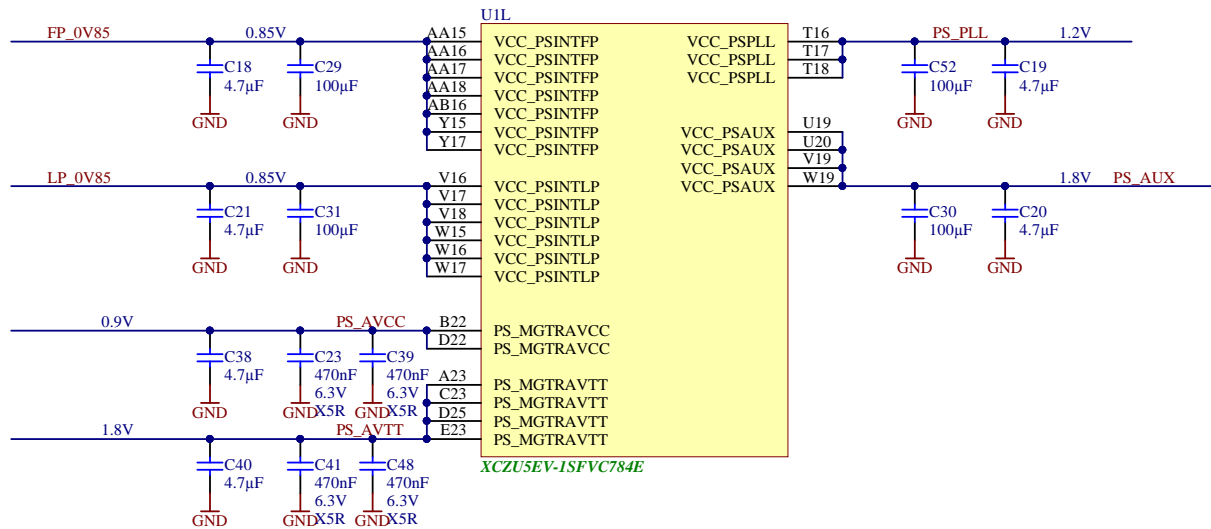 U1L
FP_0V85 0.85V
C18 4.7µF GND
C29 100µF GND
AA15 VCC_PSINTFP
AA16 VCC_PSINTFP
AA17 VCC_PSINTFP
AA18 VCC_PSINTFP
AB16 VCC_PSINTFP
Y15 VCC_PSINTFP
Y17 VCC_PSINTFP
VCC_PSPLL T16
VCC_PSPLL T17
VCC_PSPLL T18
PS_PLL 1.2V
C52 100µF GND
C19 4.7µF GND
LP_0V85 0.85V
C21 4.7µF GND
C31 100µF GND
V16 VCC_PSINTLP
V17 VCC_PSINTLP
V18 VCC_PSINTLP
W15 VCC_PSINTLP
W16 VCC_PSINTLP
W17 VCC_PSINTLP
VCC_PSAUX U19
VCC_PSAUX U20
VCC_PSAUX V19
VCC_PSAUX W19
1.8V PS_AUX
C30 100µF GND
C20 4.7µF GND
0.9V PS_AVCC
C38 4.7µF GND
C23 470nF 6.3V X5R GND
C39 470nF 6.3V X5R GND
B22 PS_MGTRAVCC
D22 PS_MGTRAVCC
A23 PS_MGTRAVTT
C23 PS_MGTRAVTT
D25 PS_MGTRAVTT
E23 PS_MGTRAVTT
1.8V PS_AVTT
C40 4.7µF GND
C41 470nF 6.3V X5R GND
C48 470nF 6.3V X5R GND
XCZU5EV-1SFVC784E